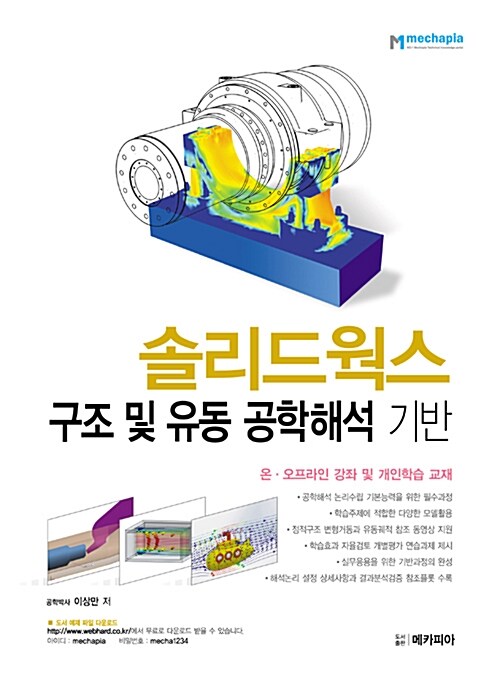 mechapia
솔리드웍스
구조 및 유동 공학해석 기반
온·오프라인 강좌 및 개인학습 교재
• 공학해석 논리수립 기본능력을 위한 필수과정
• 학습주제에 적합한 다양한 모델활용
• 정적구조 변형거동과 유동궤적 참조 동영상 지원
• 학습효과 자율검토 개별평가 연습과제 제시
• 실무응용을 위한 기반과정의 완성
• 해석논리 설정 상세사항과 결과분석검증 참조플롯 수록
공학박사 이상만 저
■ 도서 예제 파일 다운로드
http://www.webhard.co.kr/에서 무료로 다운로드 받을 수 있습니다.
아이디 : mechapia 비밀번호 : mecha1234
도서출판 메카피아